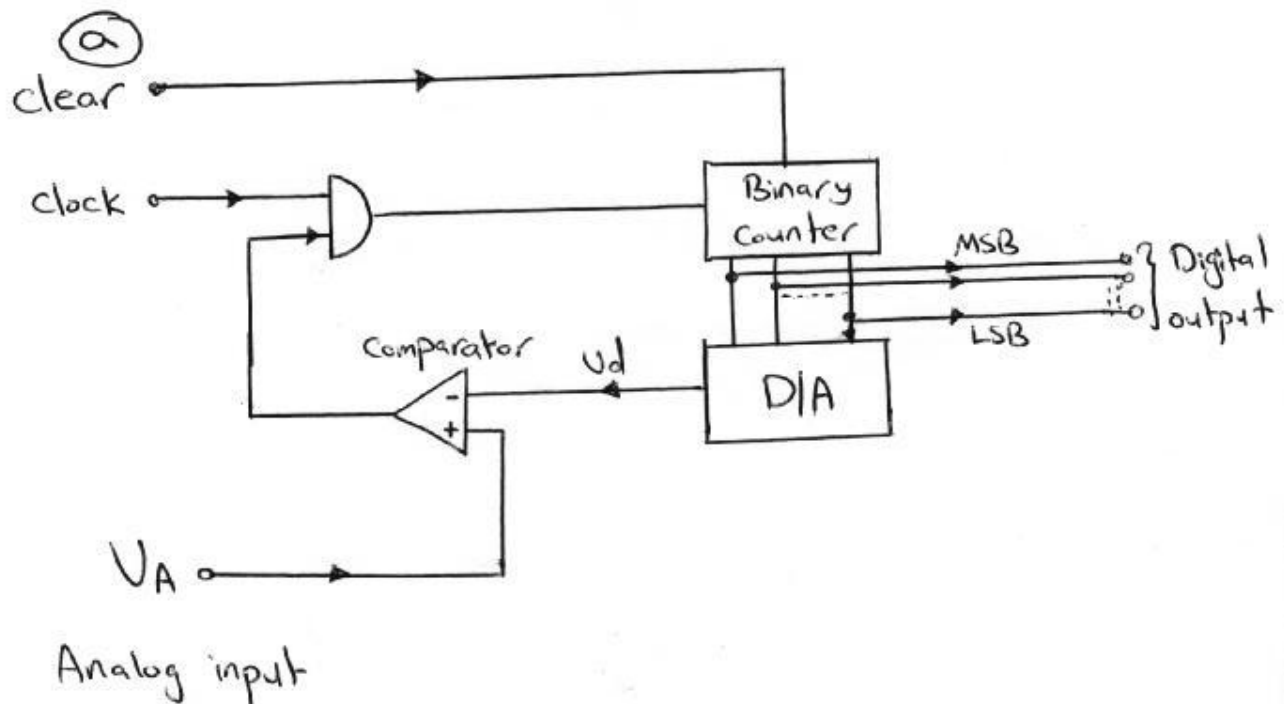 a
clear
clock
Binary
Counter
MSB
Digital
output
LSB
Comparator
Vd
-
+
D/A
VA
Analog input